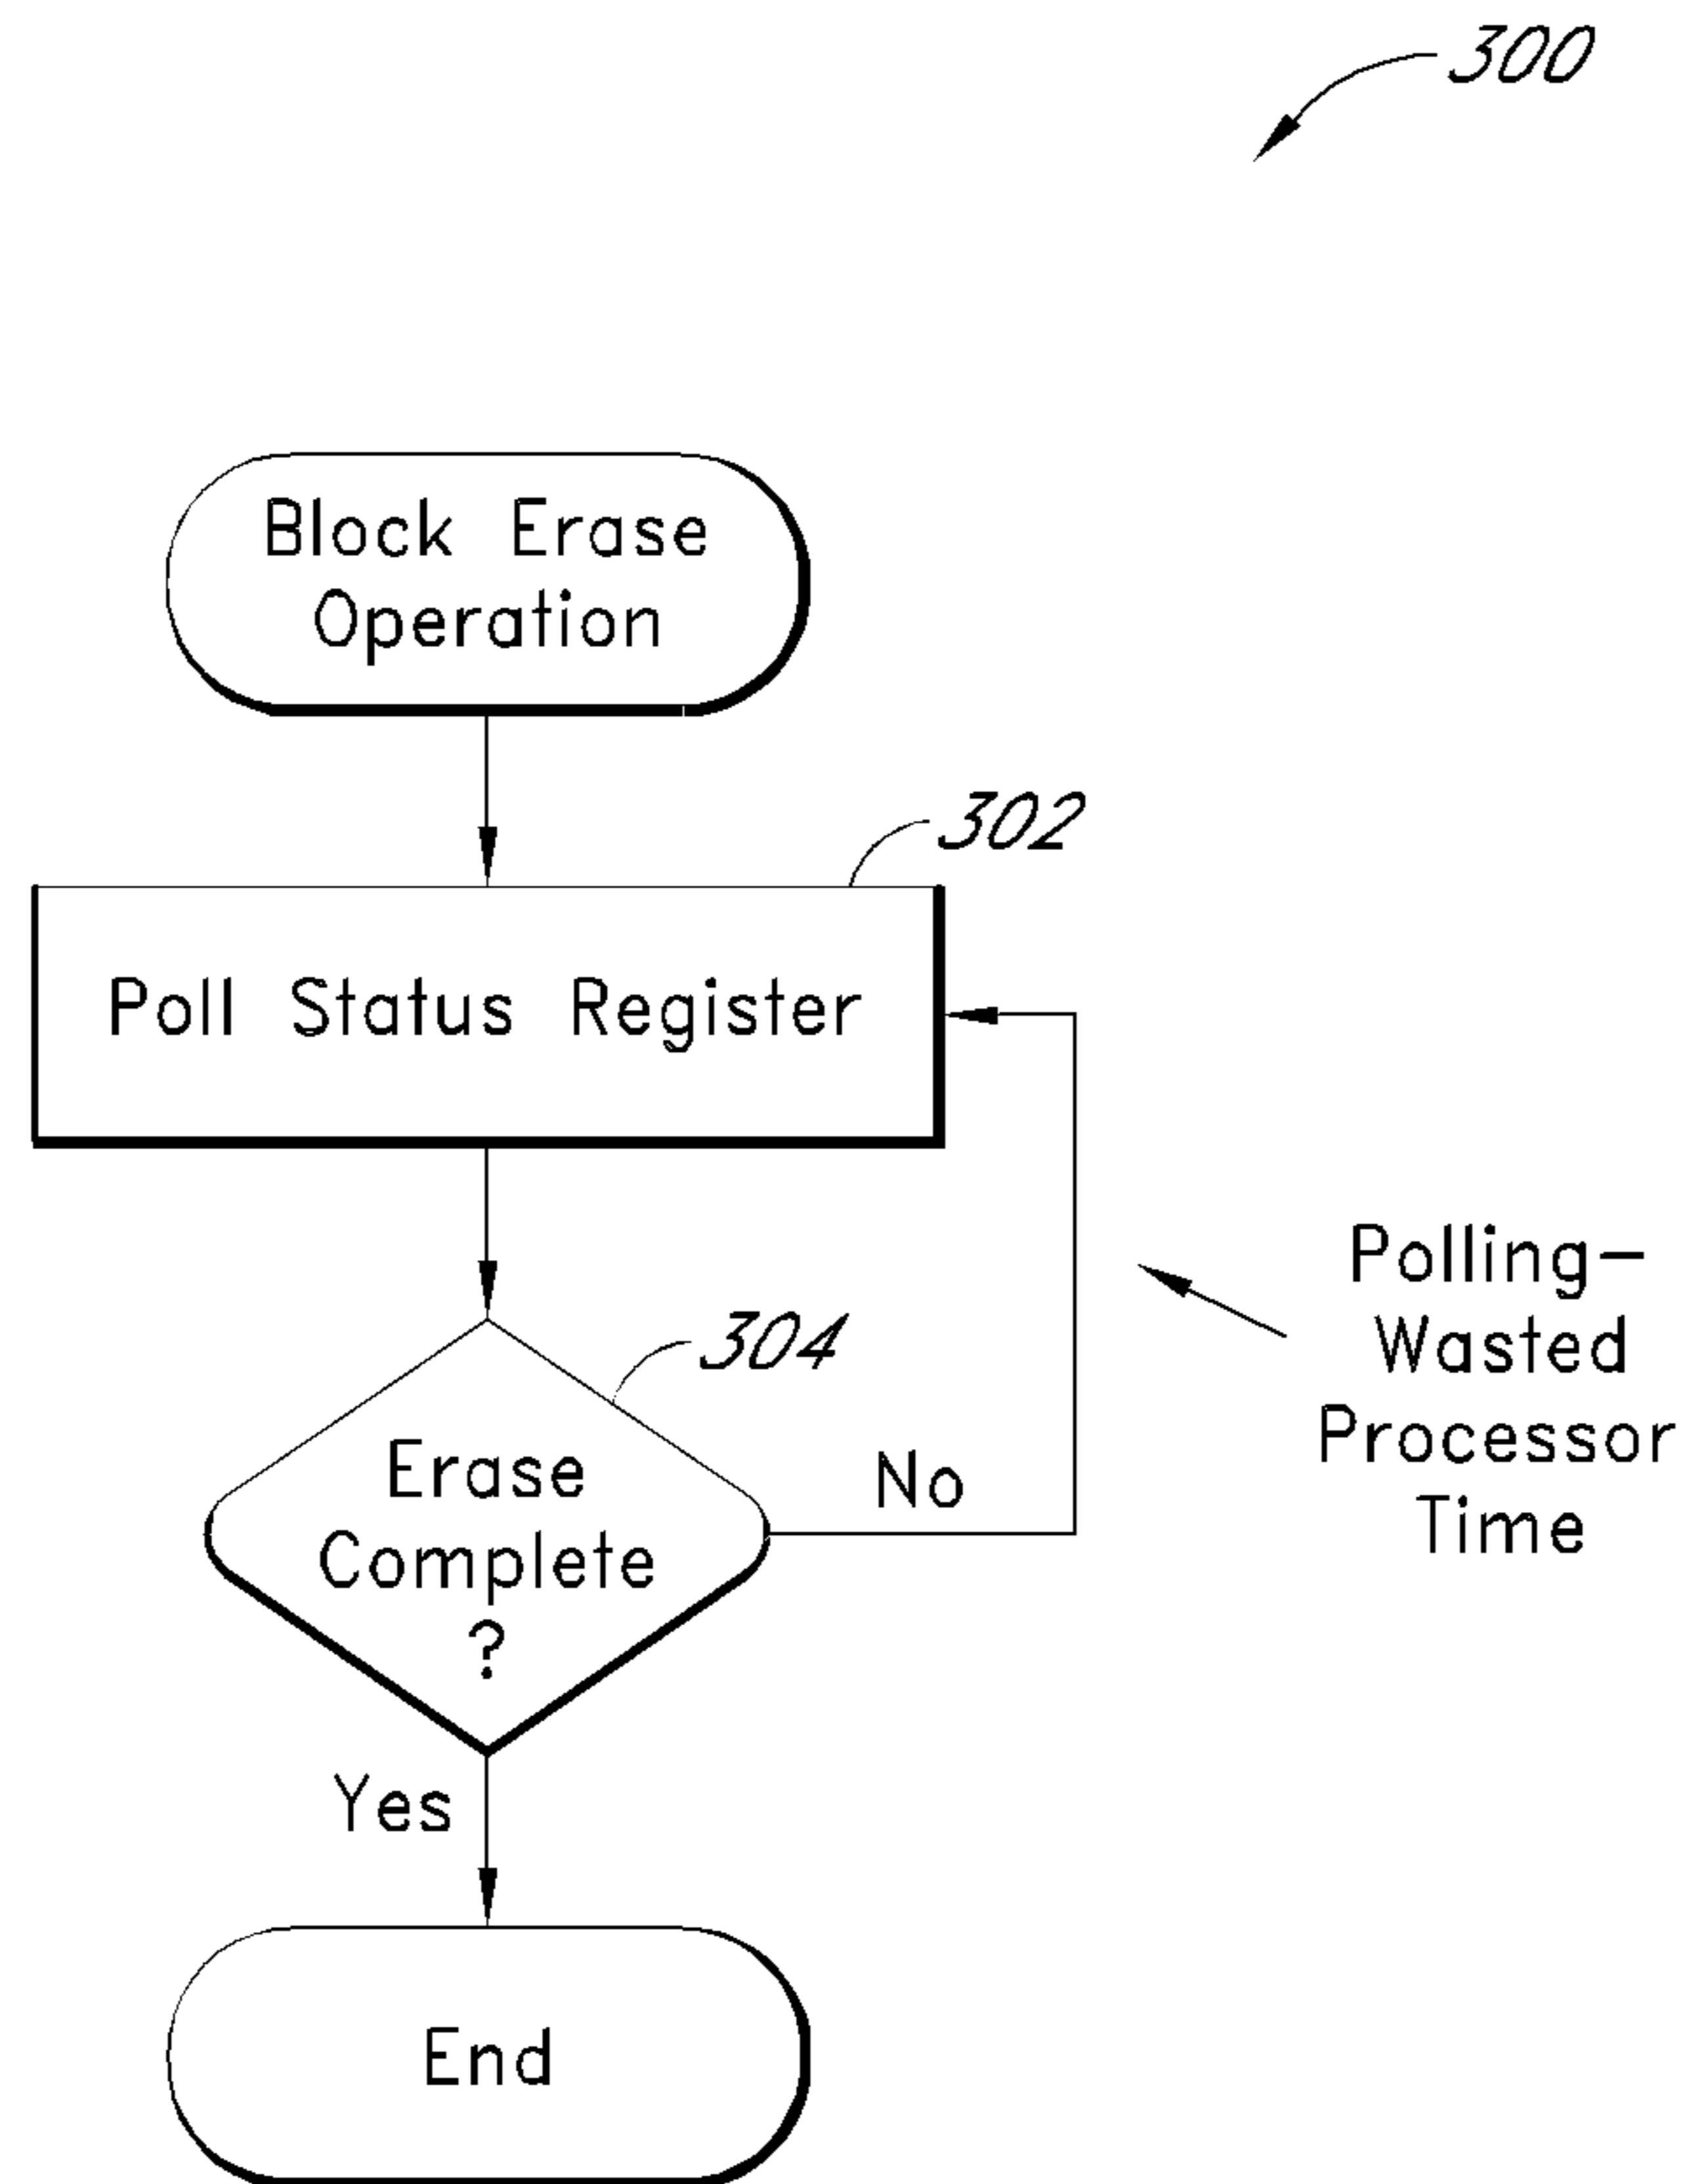 300
Block Erase
Operation
302
Poll Status Register
304
Erase
Complete
?
No
Polling-
Wasted
Processor
Time
Yes
End